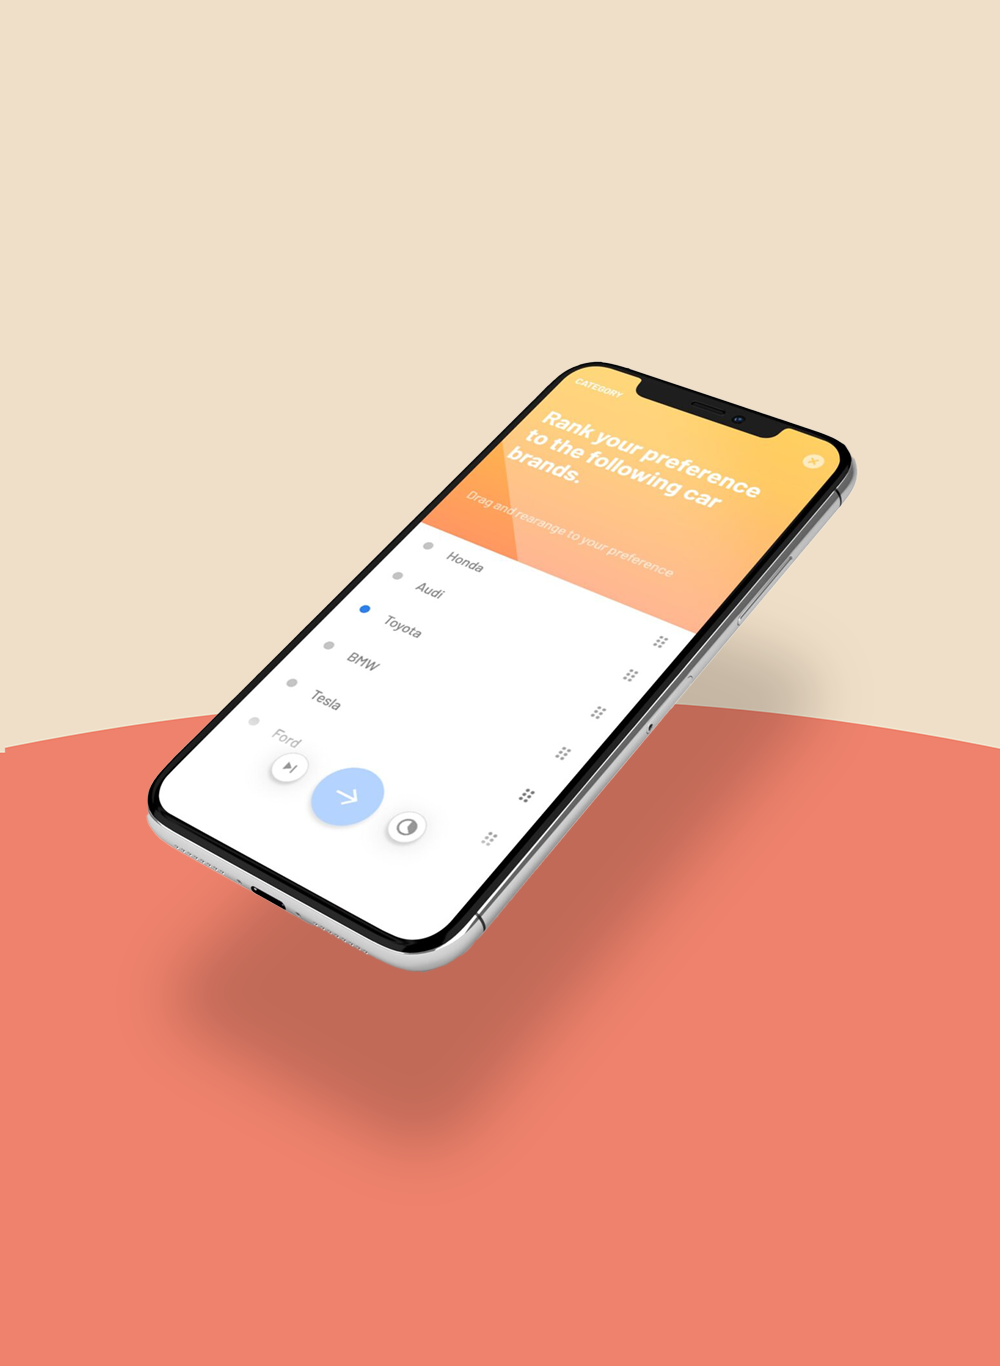 CATEGORY
Rank your preference
to the following car
brands.
Drag and rearrange to your preference
Honda
Audi
Toyota
BMW
Tesla
Ford